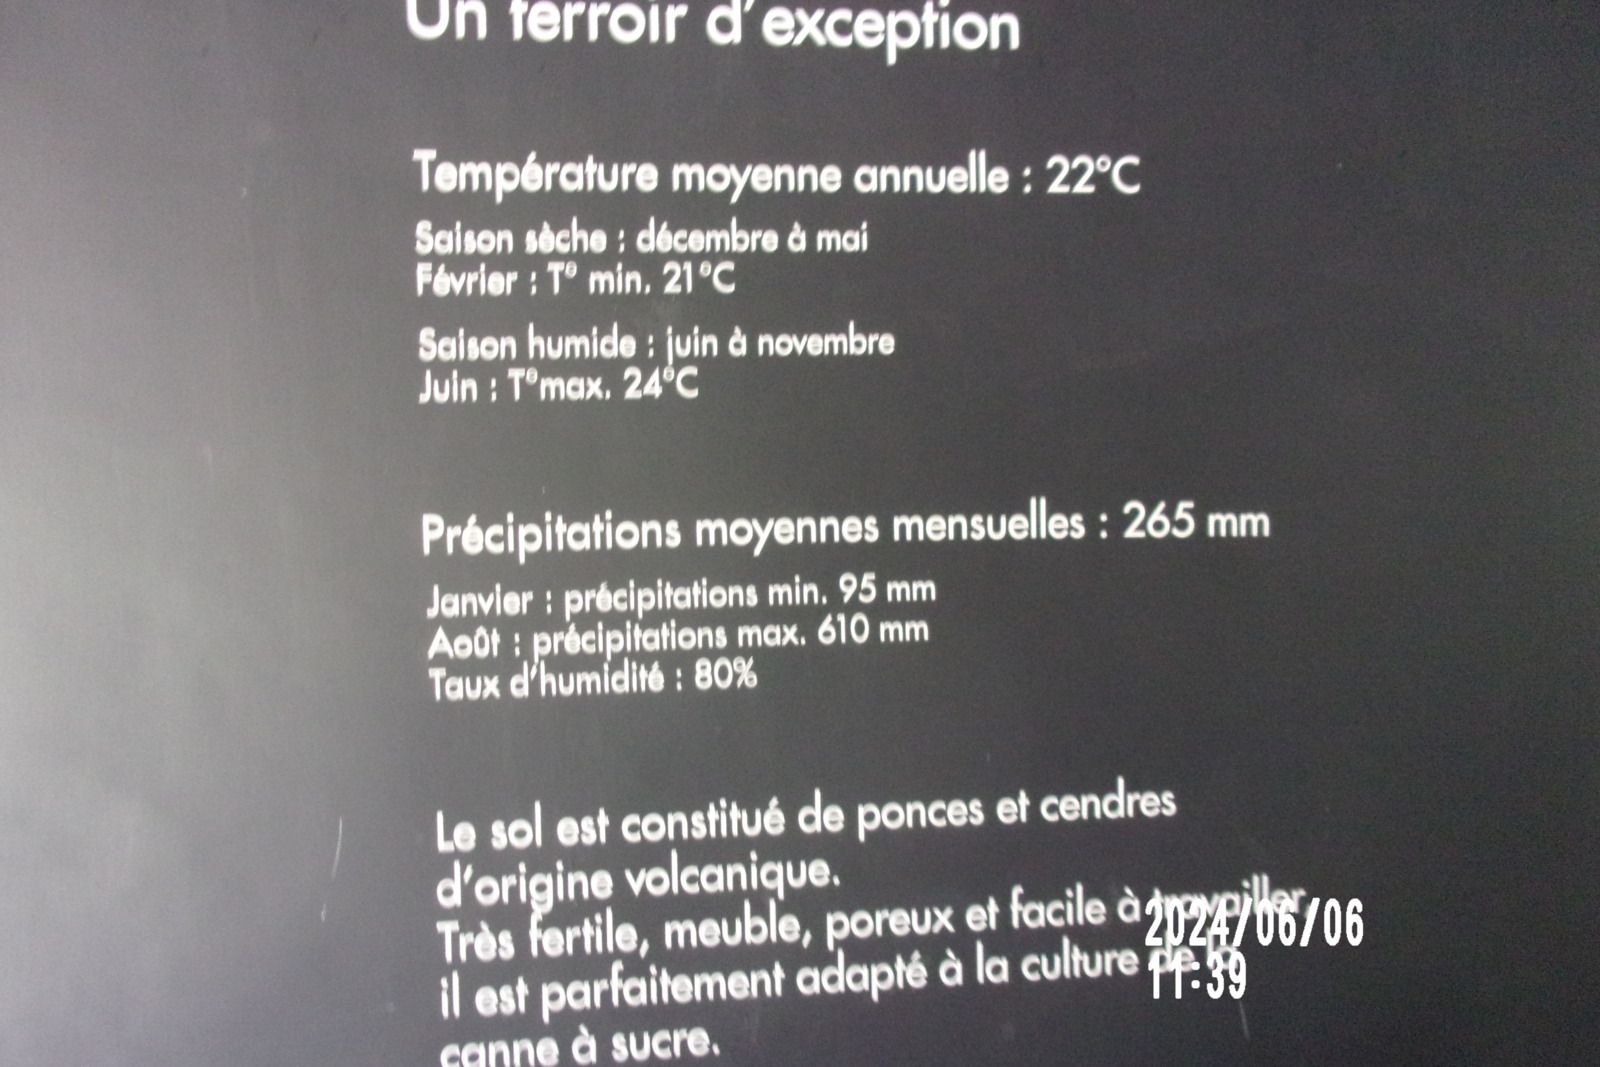 Un terroir d'exception
Température moyenne annuelle : 22°C
Saison sèche : décembre à mai
Février : T° min. 21°C
Saison humide : juin à novembre
Juin : T°max. 24°C
Précipitations moyennes mensuelles : 265 mm
Janvier : précipitations min. 95 mm
Août : précipitations max. 610 mm
Taux d'humidité : 80%
Le sol est constitué de ponces et cendres
d'origine volcanique.
Très fertile, meuble, poreux et facile à travailler,
il est parfaitement adapté à la culture de la
canne à sucre.
2024/06/06
11:39